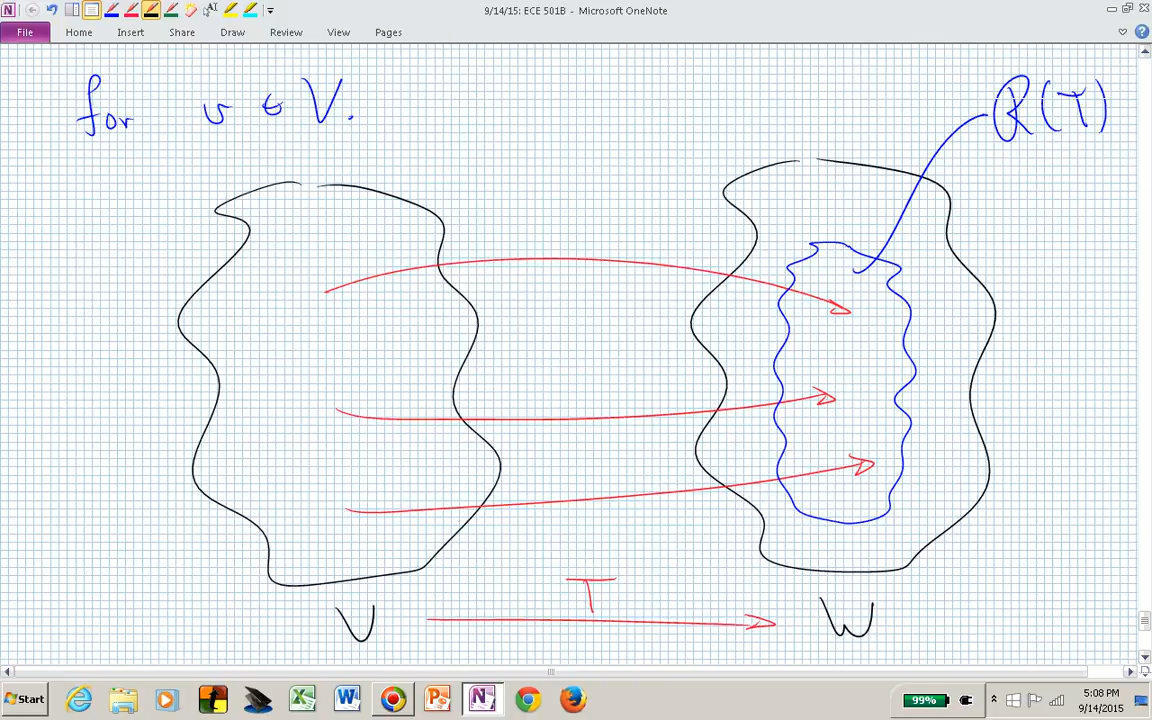 9/14/15: ECE 501B - Microsoft OneNote
File Home Insert Share Draw Review View Pages
for v ∈ V.
R(T)
T
V
W
Start
99%
5:08 PM
9/14/2015